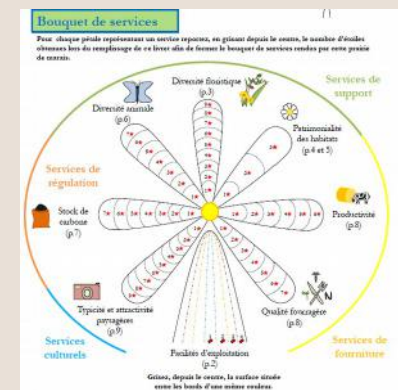 Bouquet de services
Pour chaque pétale représentant un service reportez, en grisant depuis le centre, le nombre d'étoiles
obtenues lors du remplissage de ce livret afin de former le bouquet de services rendus par cette prairie
de marais.
Services de
support
Diversité floristique
(p.3)
Diversité animale
(p.6)
Patrimonialité
des habitats
(p.4 et 5)
Services de
régulation
Stock de
carbone
(p.7)
Productivité
(p.8)
Typicité et attractivité
paysagères
(p.9)
Qualité fourragère
(p.8)
Services
culturels
Facilités d'exploitation
(p.2)
Services de
fourniture
Grisez, depuis le centre, la surface située
entre les bords d'une même couleur.